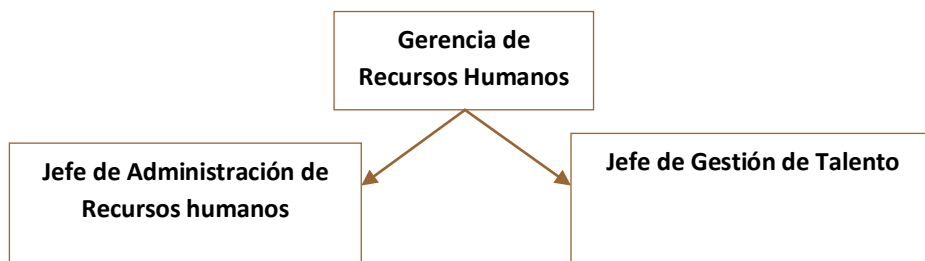 Gerencia de
Recursos Humanos
Jefe de Administración de
Recursos humanos
Jefe de Gestión de Talento